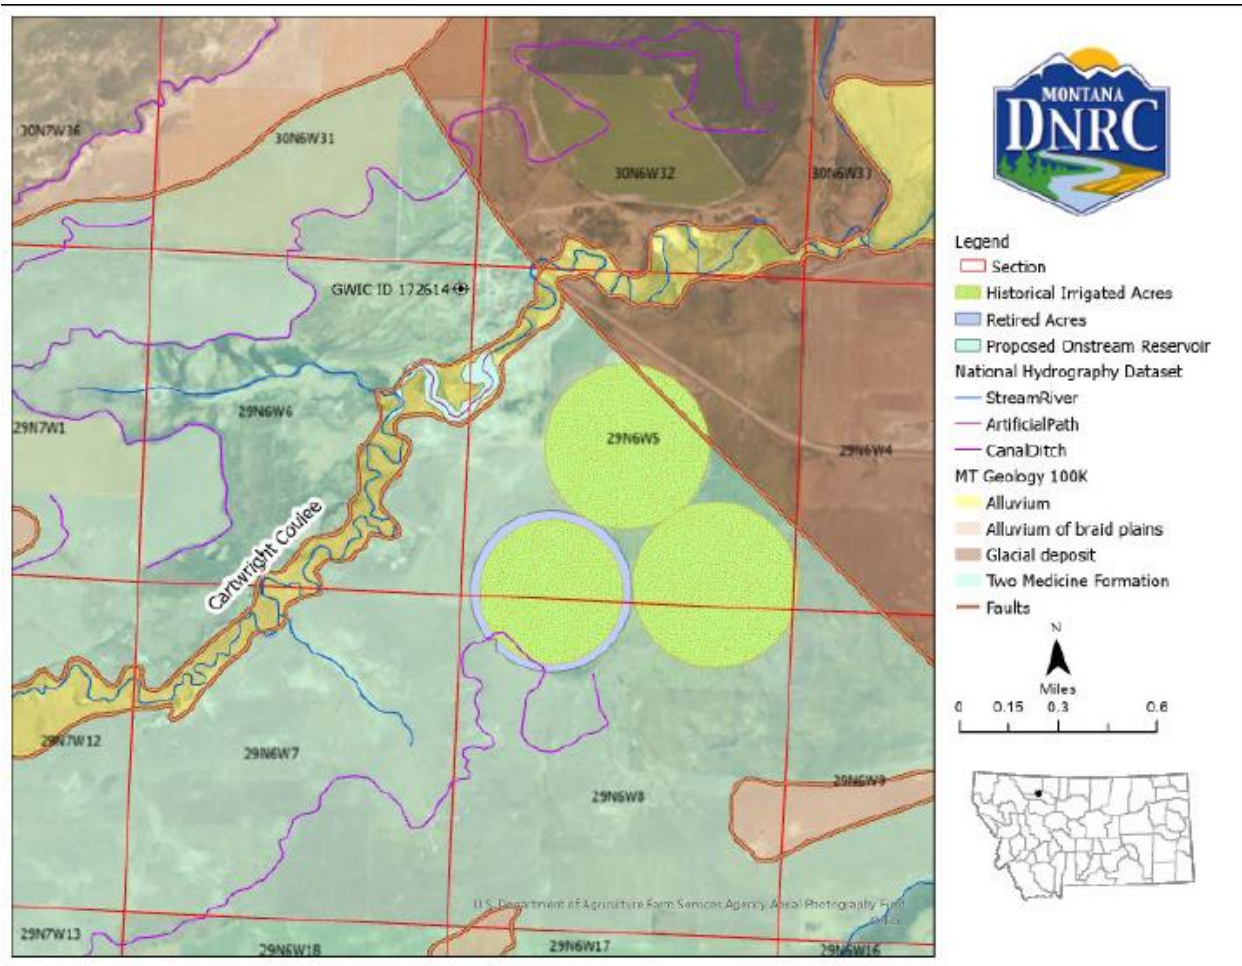 MONTANA
DNRC
30N7W36
30N6W31
30N6W32
30N6W33
GWIC ID 172614
29N7W1
29N6W6
29N6W5
29N6W4
Cartwright Coulee
29N7W12
29N6W7
29N6W8
29N6W9
U.S. Department of Agriculture Farm Services Agency Aerial Photography Field
29N7W13
29N6W18
29N6W17
29N6W16
Legend
Section
Historical Irrigated Acres
Retired Acres
Proposed Onstream Reservoir
National Hydrography Dataset
StreamRiver
ArtificialPath
CanalDitch
MT Geology 100K
Alluvium
Alluvium of braid plains
Glacial deposit
Two Medicine Formation
Faults
N
Miles
0 0.15 0.3 0.6